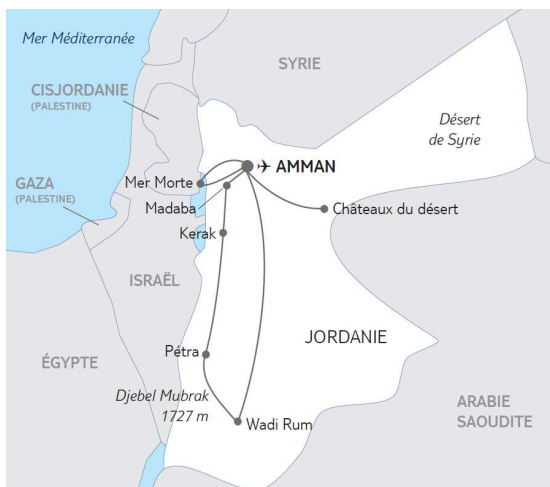 Mer Méditerranée
SYRIE
CISJORDANIE
(PALESTINE)
Désert
de Syrie
AMMAN
GAZA
(PALESTINE)
Mer Morte
Madaba
Châteaux du désert
Kerak
ISRAËL
JORDANIE
Pétra
ÉGYPTE
Djebel Mubrak
1727 m
Wadi Rum
ARABIE
SAOUDITE